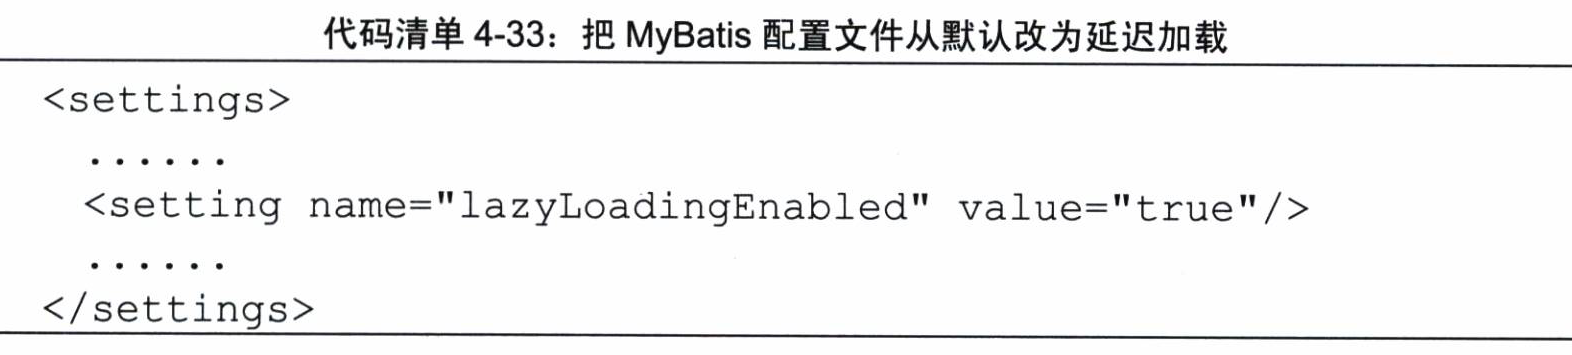 代码清单 4-33：把 MyBatis 配置文件从默认改为延迟加载
<settings>
......
<setting name="lazyLoadingEnabled" value="true"/>
......
</settings>